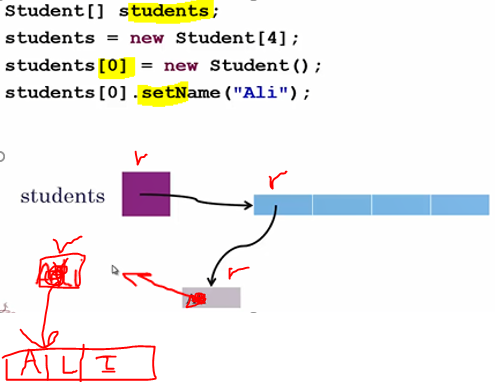 Student[] students;
students = new Student[4];
students[0] = new Student();
students[0].setName("Ali");
students
A L I